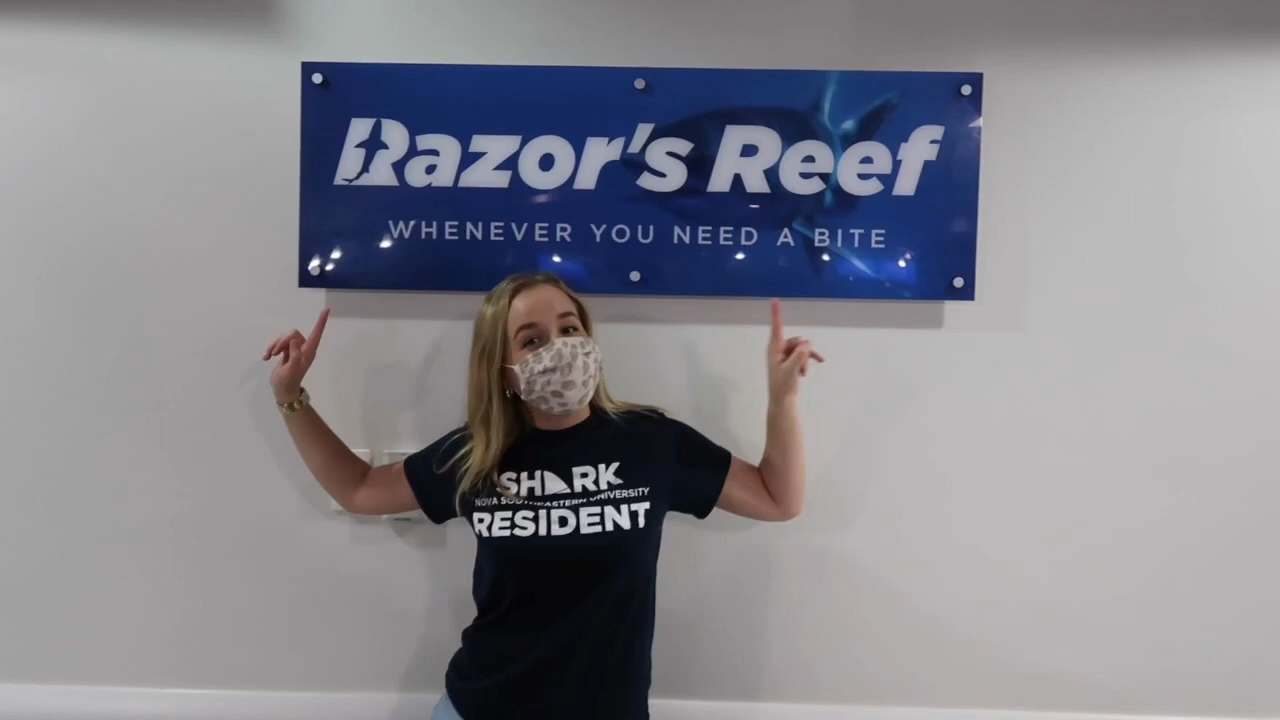 Razor's Reef
WHENEVER YOU NEED A BITE
SHARK
NOVA SOUTHEASTERN UNIVERSITY
RESIDENT